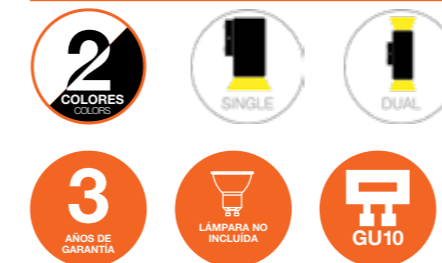 2
COLORES
COLORS
SINGLE
DUAL
3
AÑOS DE
GARANTÍA
LÁMPARA NO
INCLUÍDA
GU10